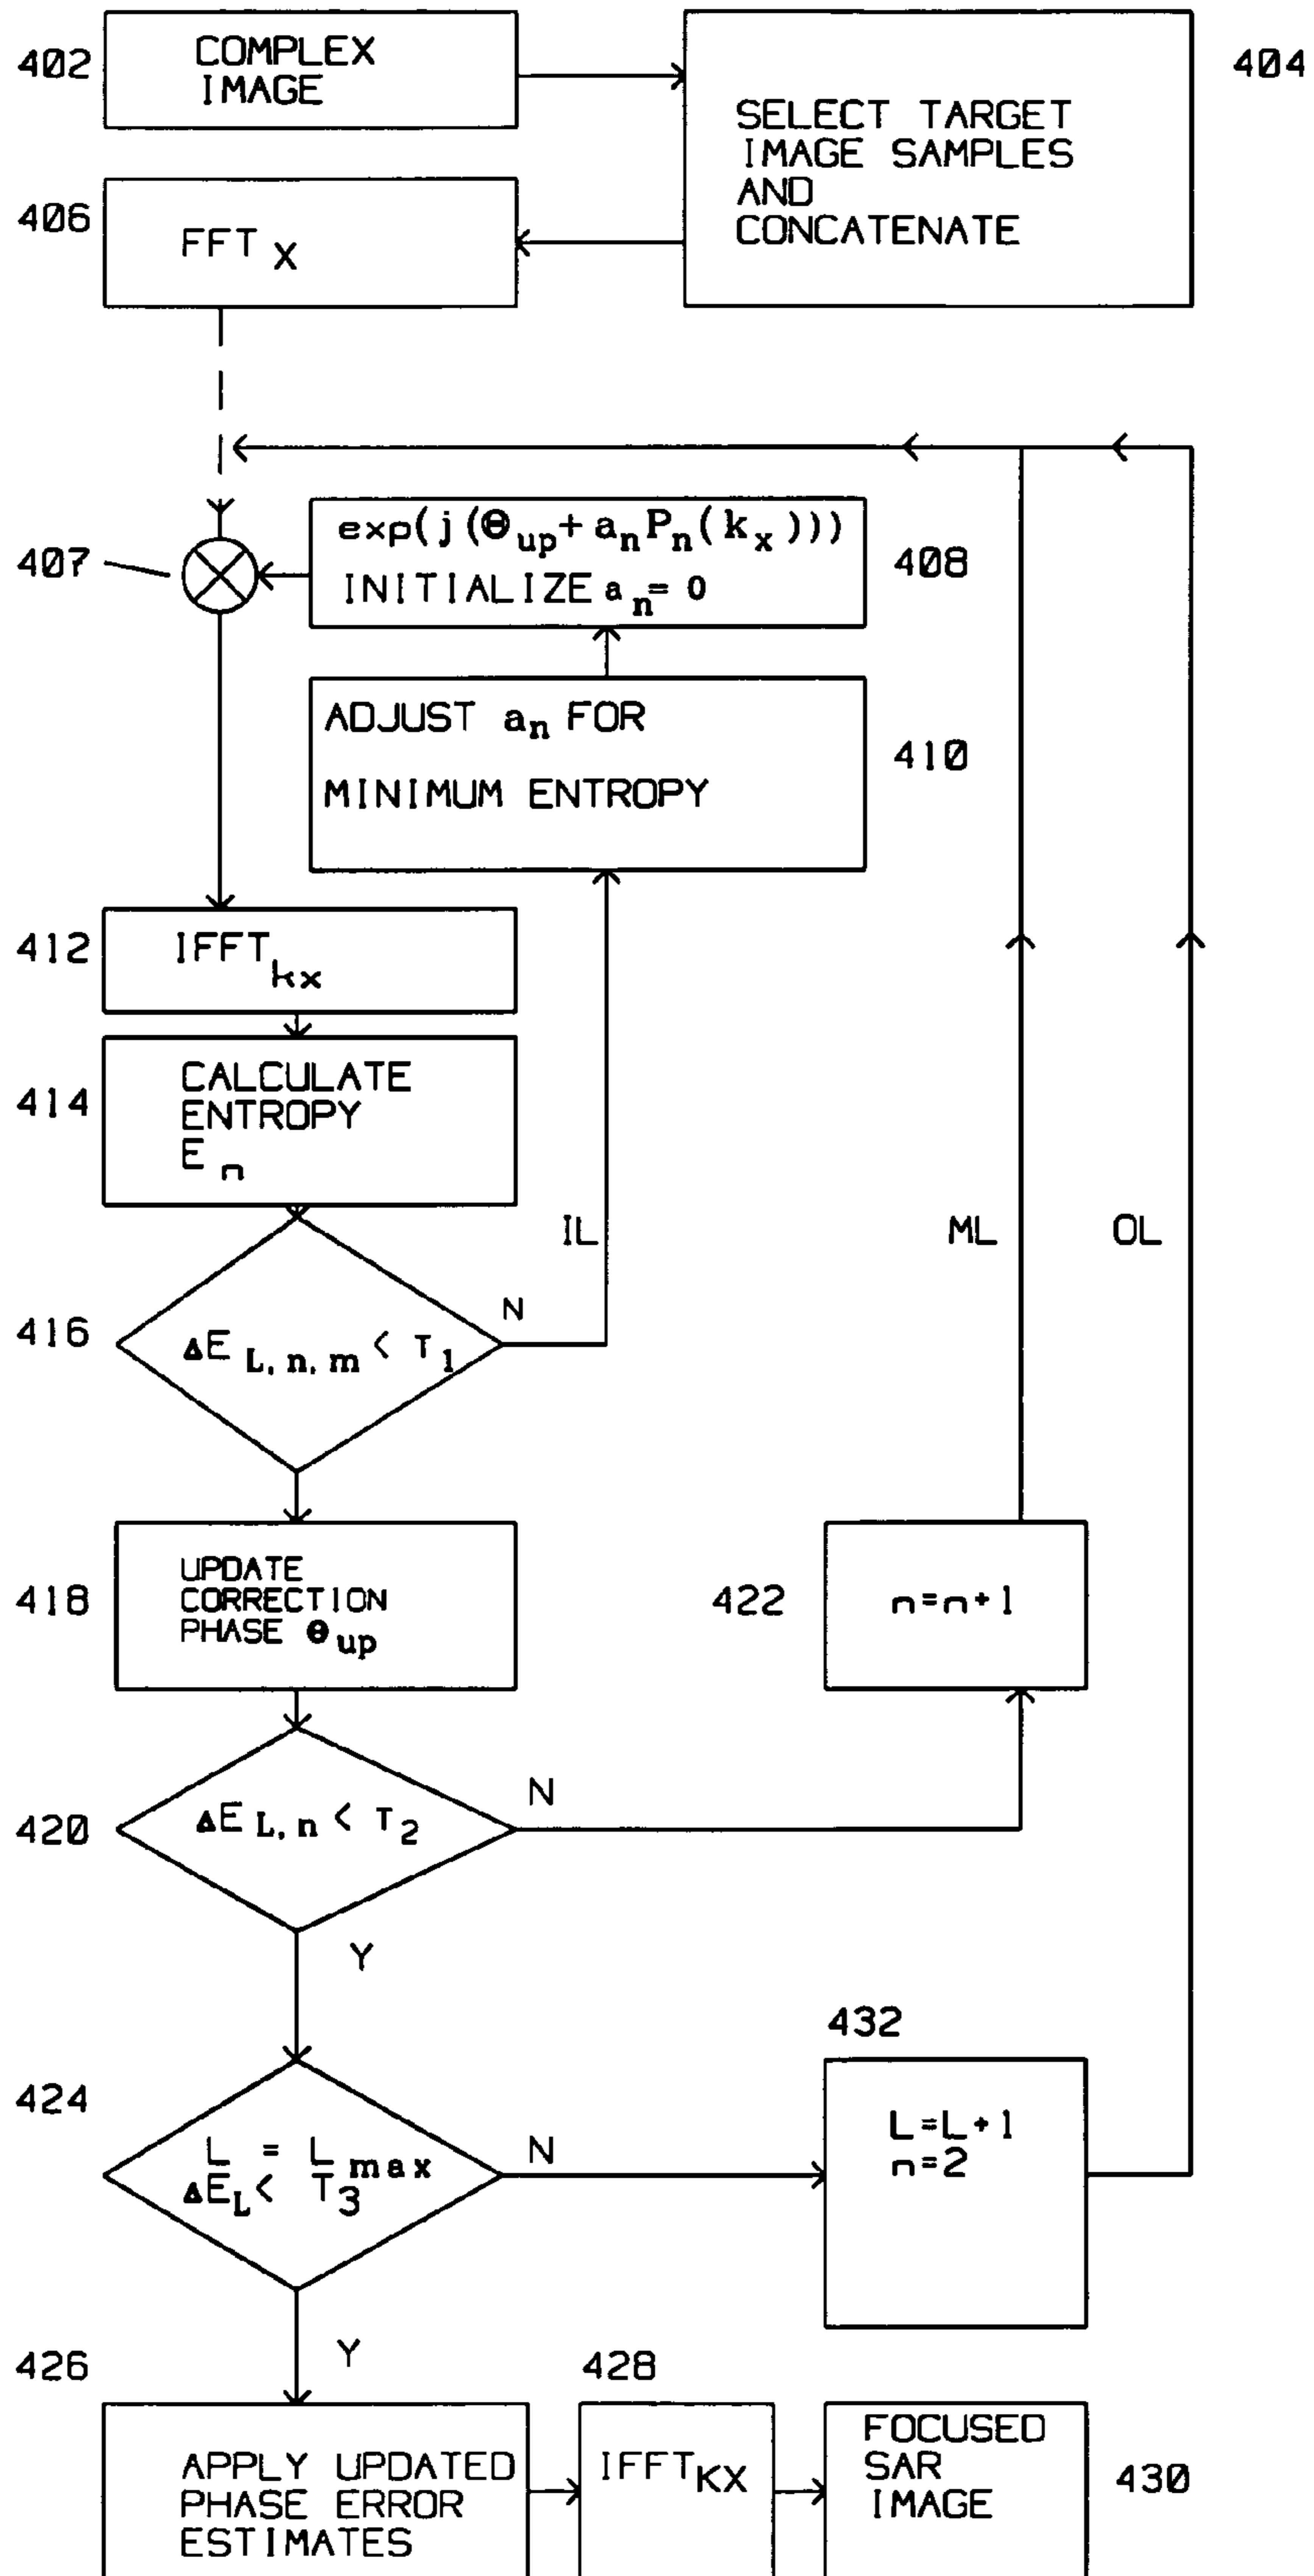 402
COMPLEX
IMAGE
404
SELECT TARGET
IMAGE SAMPLES
AND
CONCATENATE
406
FFT X
407
exp(j(Θup+anPn(kx)))
INITIALIZE an= 0
408
ADJUST an FOR
MINIMUM ENTROPY
410
412
IFFTkx
414
CALCULATE
ENTROPY
En
IL
ML
OL
N
416
ΔE L,n,m < T1
418
UPDATE
CORRECTION
PHASE Θup
422
n=n+1
N
420
ΔE L,n < T2
Y
432
424
L = Lmax
ΔEL< T3
N
L=L+1
n=2
Y
426
428
APPLY UPDATED
PHASE ERROR
ESTIMATES
IFFTKX
FOCUSED
SAR
IMAGE
430